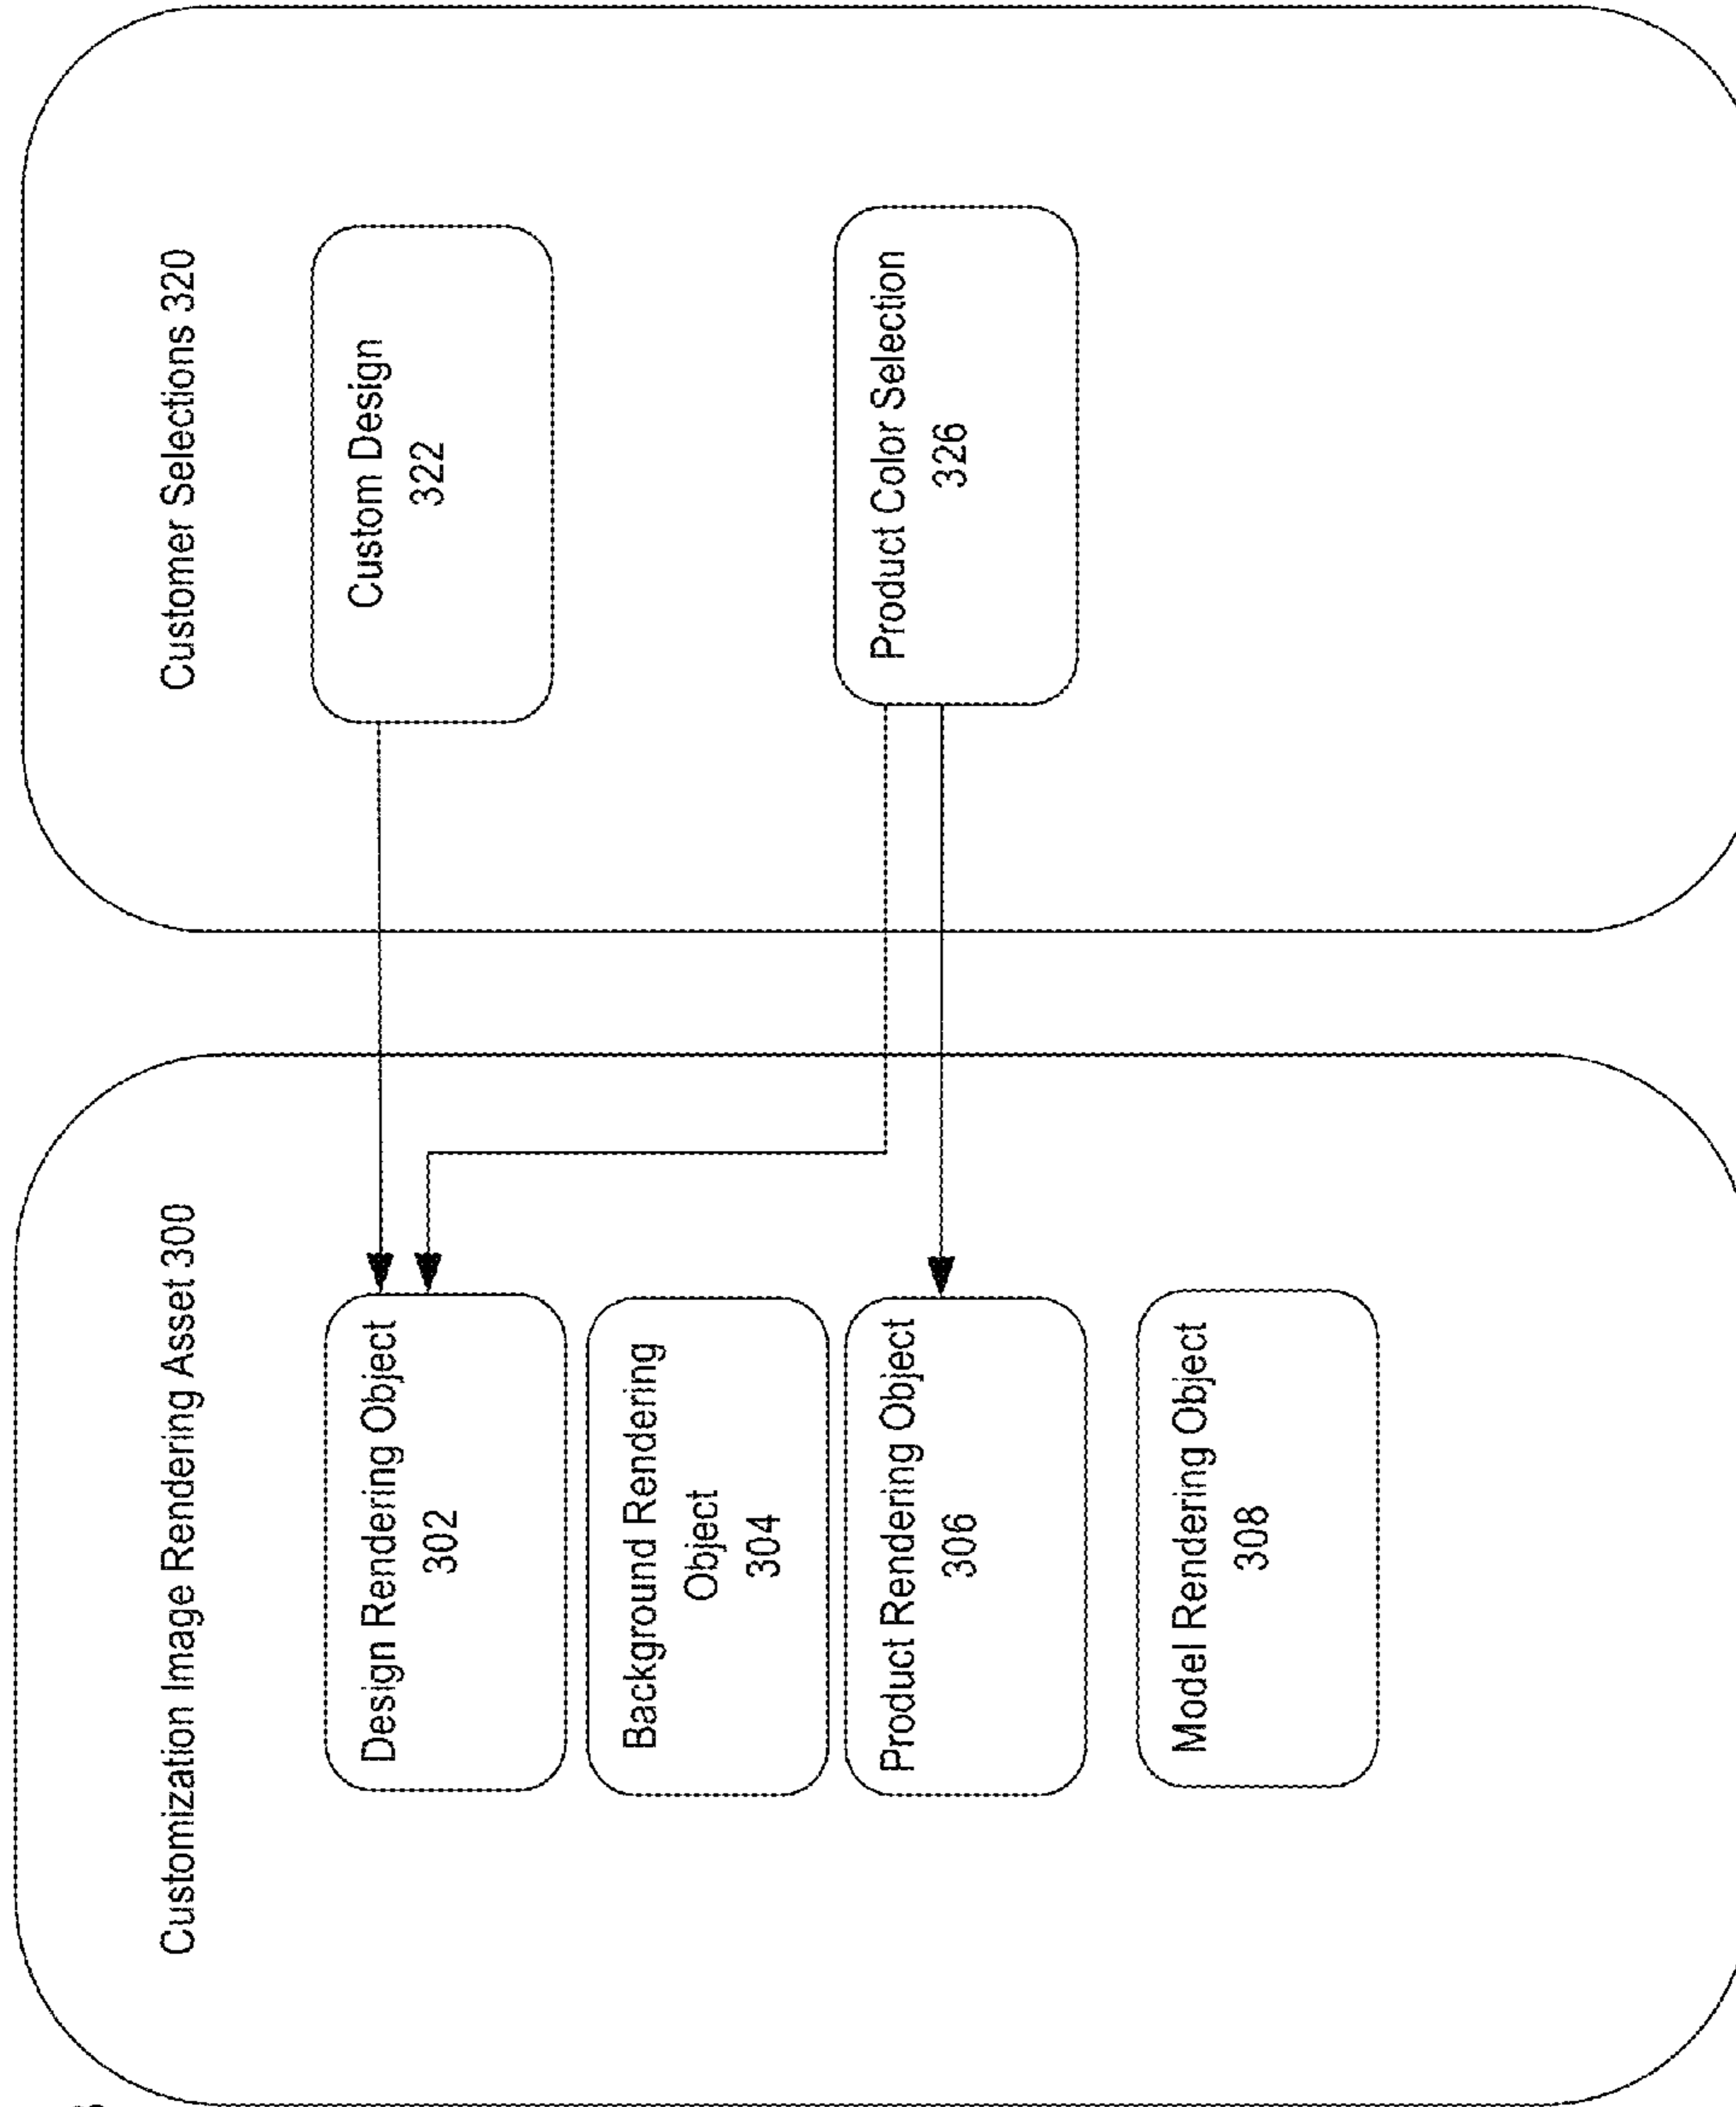 Customization Image Rendering Asset 300
Design Rendering Object
302
Background Rendering
Object
304
Product Rendering Object
306
Model Rendering Object
308
Customer Selections 320
Custom Design
322
Product Color Selection
326